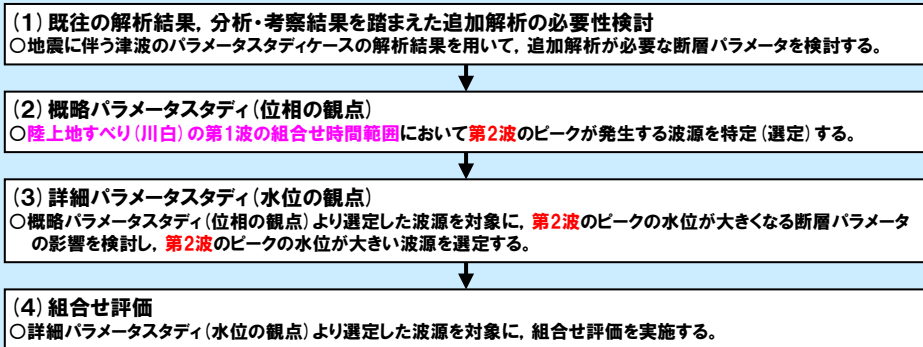 (1)既往の解析結果,分析・考察結果を踏まえた追加解析の必要性検討
○地震に伴う津波のパラメータスタディケースの解析結果を用いて,追加解析が必要な断層パラメータを検討する。
(2)概略パラメータスタディ(位相の観点)
○陸上地すべり(川白)の第1波の組合せ時間範囲において第2波のピークが発生する波源を特定(選定)する。
(3)詳細パラメータスタディ(水位の観点)
○概略パラメータスタディ(位相の観点)より選定した波源を対象に,第2波のピークの水位が大きくなる断層パラメータ
の影響を検討し,第2波のピークの水位が大きい波源を選定する。
(4)組合せ評価
○詳細パラメータスタディ(水位の観点)より選定した波源を対象に,組合せ評価を実施する。